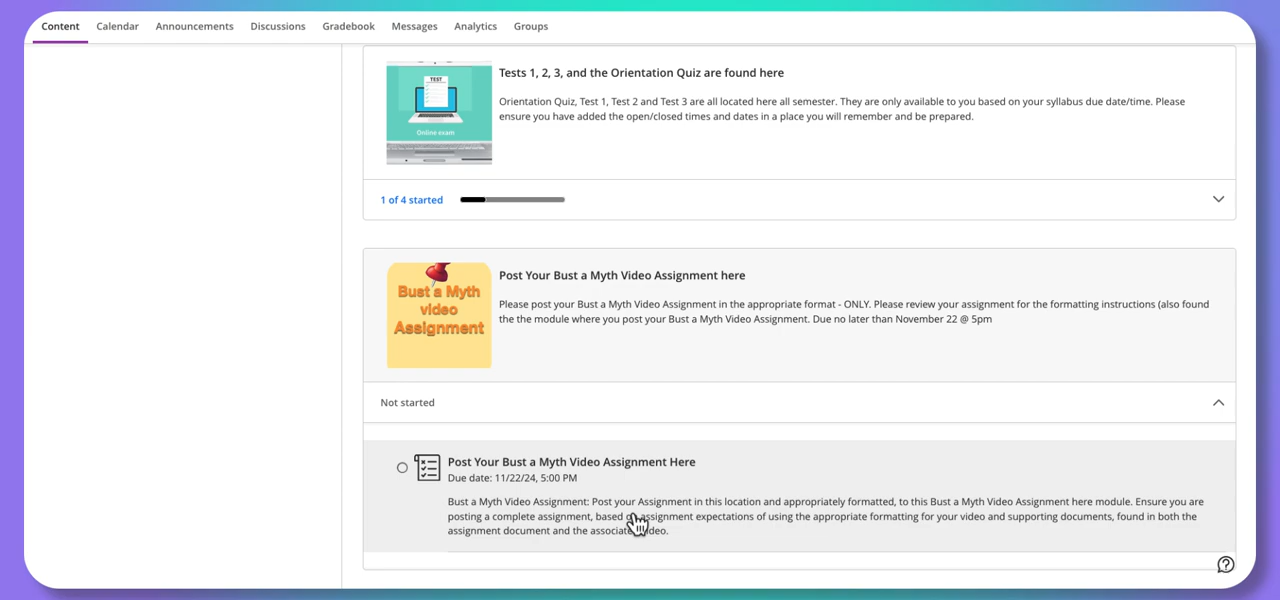 Content Calendar Announcements Discussions Gradebook Messages Analytics Groups
TEST
Online exam
Tests 1, 2, 3, and the Orientation Quiz are found here
Orientation Quiz, Test 1, Test 2 and Test 3 are all located here all semester. They are only available to you based on your syllabus due date/time. Please
ensure you have added the open/closed times and dates in a place you will remember and be prepared.
1 of 4 started
Bust a Myth
video
Assignment
Post Your Bust a Myth Video Assignment here
Please post your Bust a Myth Video Assignment in the appropriate format - ONLY. Please review your assignment for the formatting instructions (also found
the the module where you post your Bust a Myth Video Assignment. Due no later than November 22 @ 5pm
Not started
Post Your Bust a Myth Video Assignment Here
Due date: 11/22/24, 5:00 PM
Bust a Myth Video Assignment: Post your Assignment in this location and appropriately formatted, to this Bust a Myth Video Assignment here module. Ensure you are
posting a complete assignment, based assignment expectations of using the appropriate formatting for your video and supporting documents, found in both the
assignment document and the